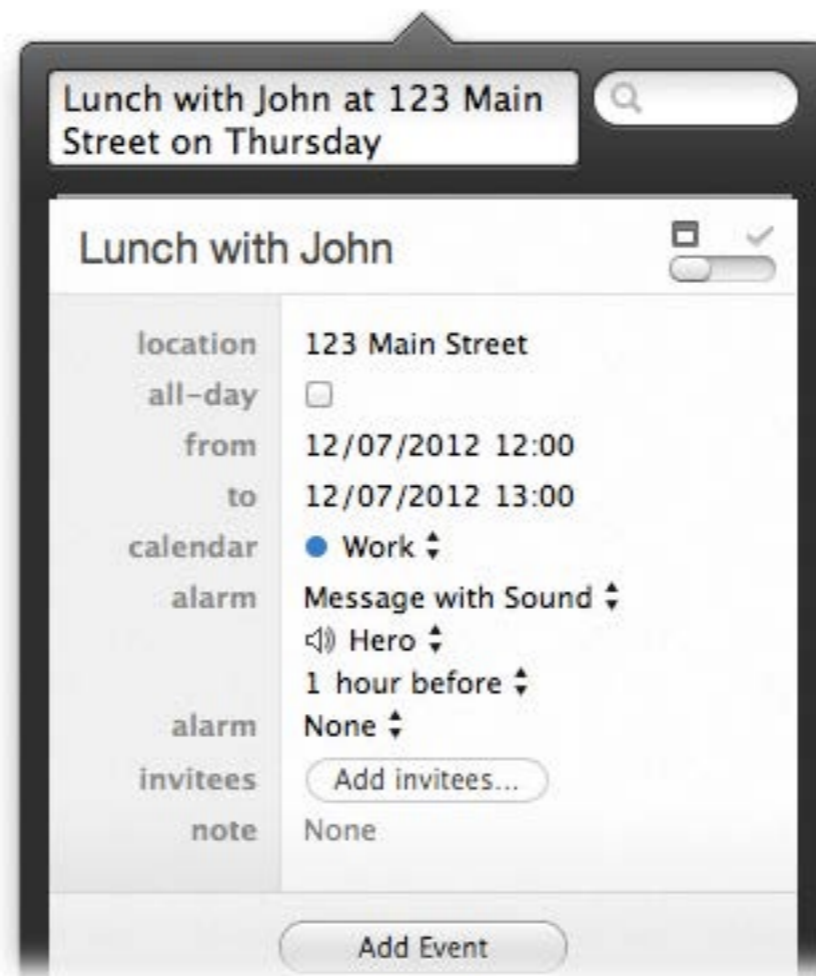 Lunch with John at 123 Main
Street on Thursday
Lunch with John
location 123 Main Street
all-day
from 12/07/2012 12:00
to 12/07/2012 13:00
calendar Work
alarm Message with Sound
Hero
1 hour before
alarm None
invitees Add invitees...
note None
Add Event